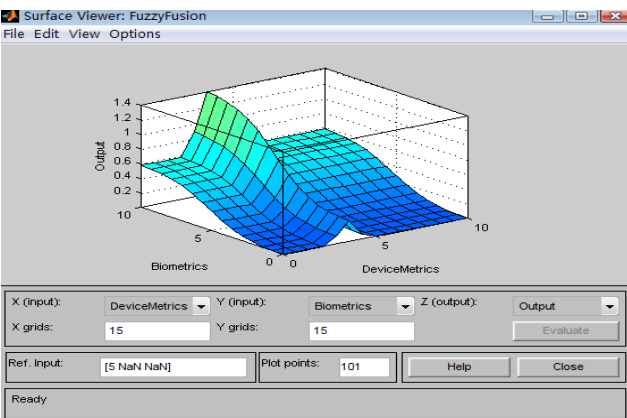 Surface Viewer: FuzzyFusion
File Edit View Options
1.4
1.2
1
0.8
0.6
0.4
0.2
Output
10
5
0
Biometrics
0
5
10
DeviceMetrics
X (input): DeviceMetrics Y (input): Biometrics Z (output): Output
X grids: 15 Y grids: 15 Evaluate
Ref. Input: [5 NaN NaN] Plot points: 101 Help Close
Ready